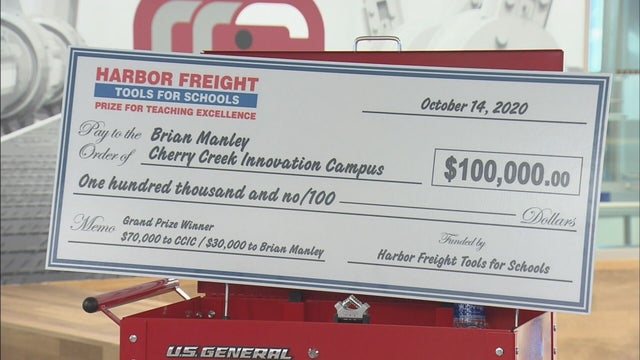 HARBOR FREIGHT
TOOLS FOR SCHOOLS
PRIZE FOR TEACHING EXCELLENCE
October 14, 2020
Pay to the Order of
Brian Manley
Cherry Creek Innovation Campus
$100,000.00
One hundred thousand and no/100
Dollars
Memo
Grand Prize Winner
$70,000 to CCIC / $30,000 to Brian Manley
Funded by
Harbor Freight Tools for Schools
U.S. GENERAL